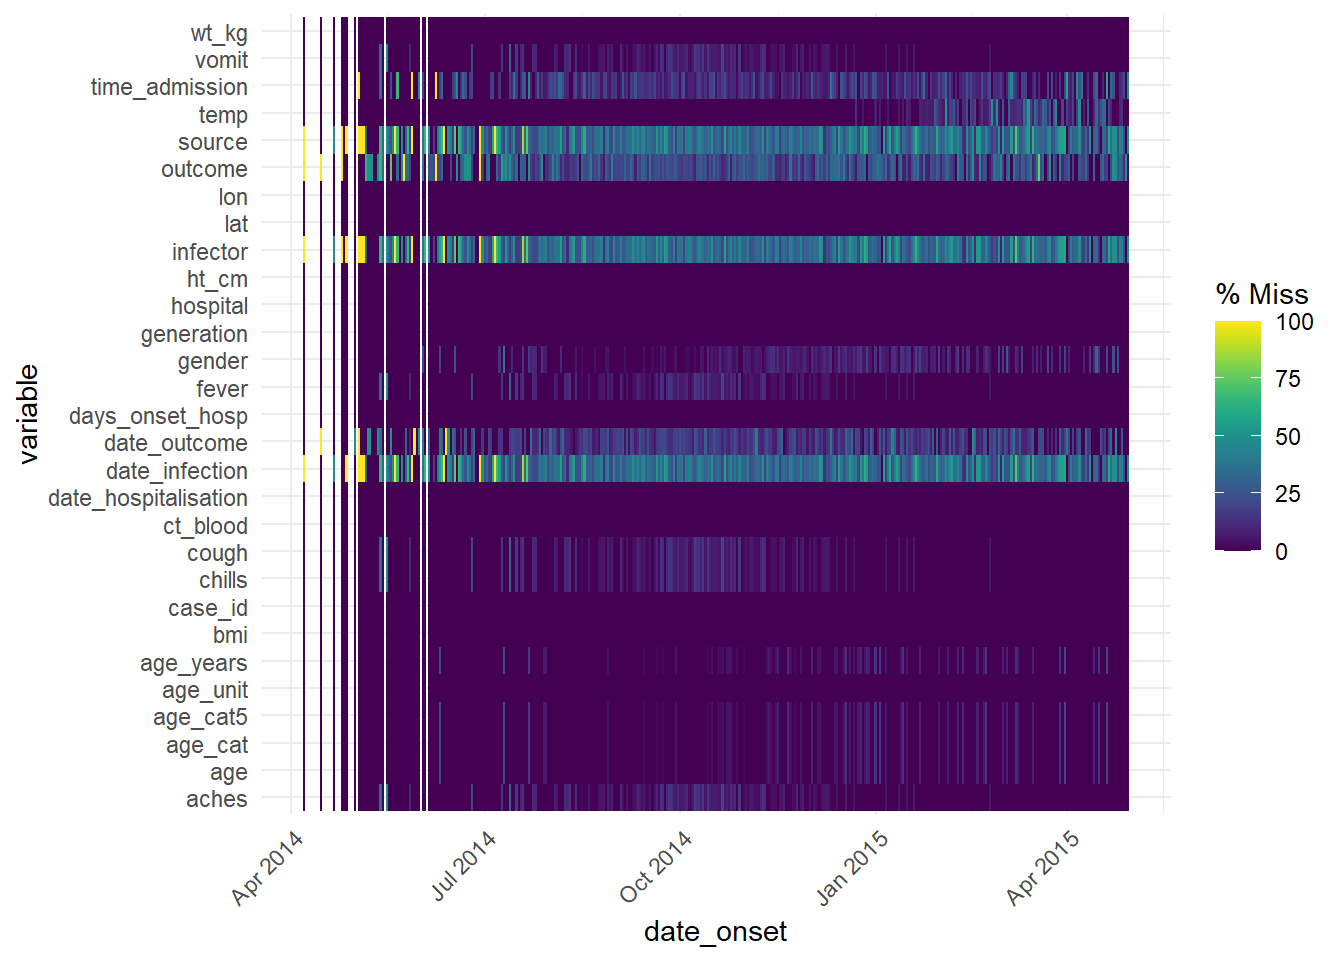 wt_kg
vomit
time_admission
temp
source
outcome
lon
lat
infector
ht_cm
hospital
generation
gender
fever
days_onset_hosp
date_outcome
date_infection
date_hospitalisation
ct_blood
cough
chills
case_id
bmi
age_years
age_unit
age_cat5
age_cat
age
aches
variable
Apr 2014
Jul 2014
Oct 2014
Jan 2015
Apr 2015
date_onset
% Miss
100
75
50
25
0